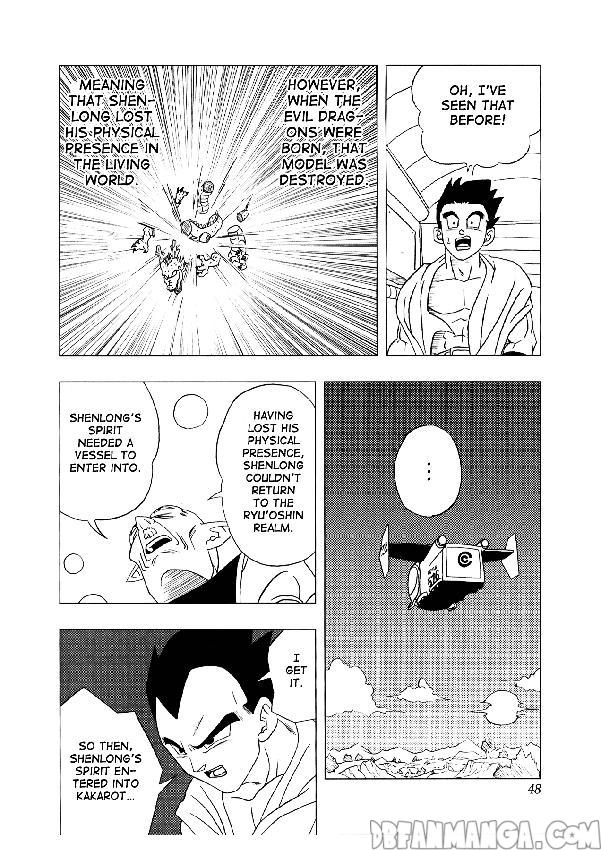 OH, I'VE
SEEN THAT
BEFORE!
HOWEVER,
WHEN THE
EVIL DRAG-
ONS WERE
BORN, THAT
MODEL WAS
DESTROYED.
MEANING
THAT SHEN-
LONG LOST
HIS PHYSICAL
PRESENCE IN
THE LIVING
WORLD.
...
HAVING
LOST HIS
PHYSICAL
PRESENCE,
SHENLONG
COULDN'T
RETURN
TO THE
RYU'OSHIN
REALM.
SHENLONG'S
SPIRIT
NEEDED A
VESSEL TO
ENTER INTO.
I
GET
IT.
SO THEN,
SHENLONG'S
SPIRIT EN-
TERED INTO
KAKAROT...
48
DBFANMANGA.COM